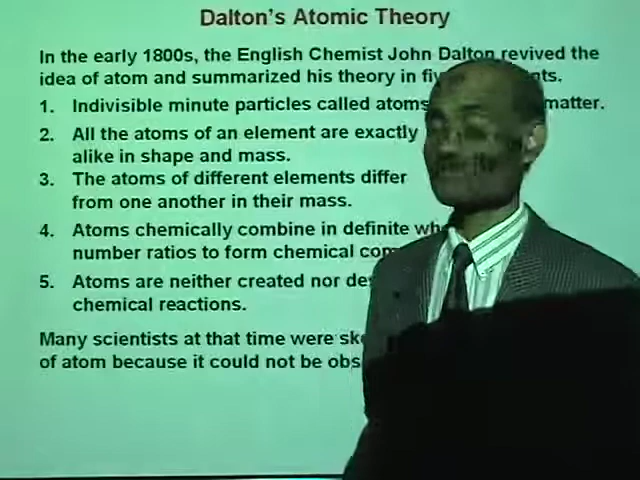 Dalton's Atomic Theory
In the early 1800s, the English Chemist John Dalton revived the
idea of atom and summarized his theory in
1. Indivisible minute particles called atoms matter.
2. All the atoms of an element are exactly
alike in shape and mass.
3. The atoms of different elements differ
from one another in their mass.
4. Atoms chemically combine in definite
number ratios to form chemical
5. Atoms are neither created nor
chemical reactions.
Many scientists at that time were
of atom because it could not be